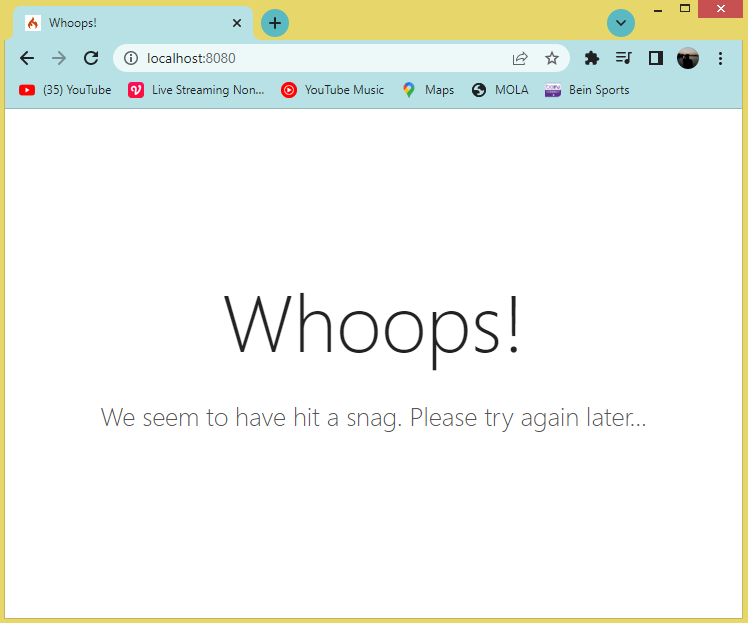 Whoops!
localhost:8080
(35) YouTube Live Streaming Non... YouTube Music Maps MOLA Bein Sports
Whoops!
We seem to have hit a snag. Please try again later...